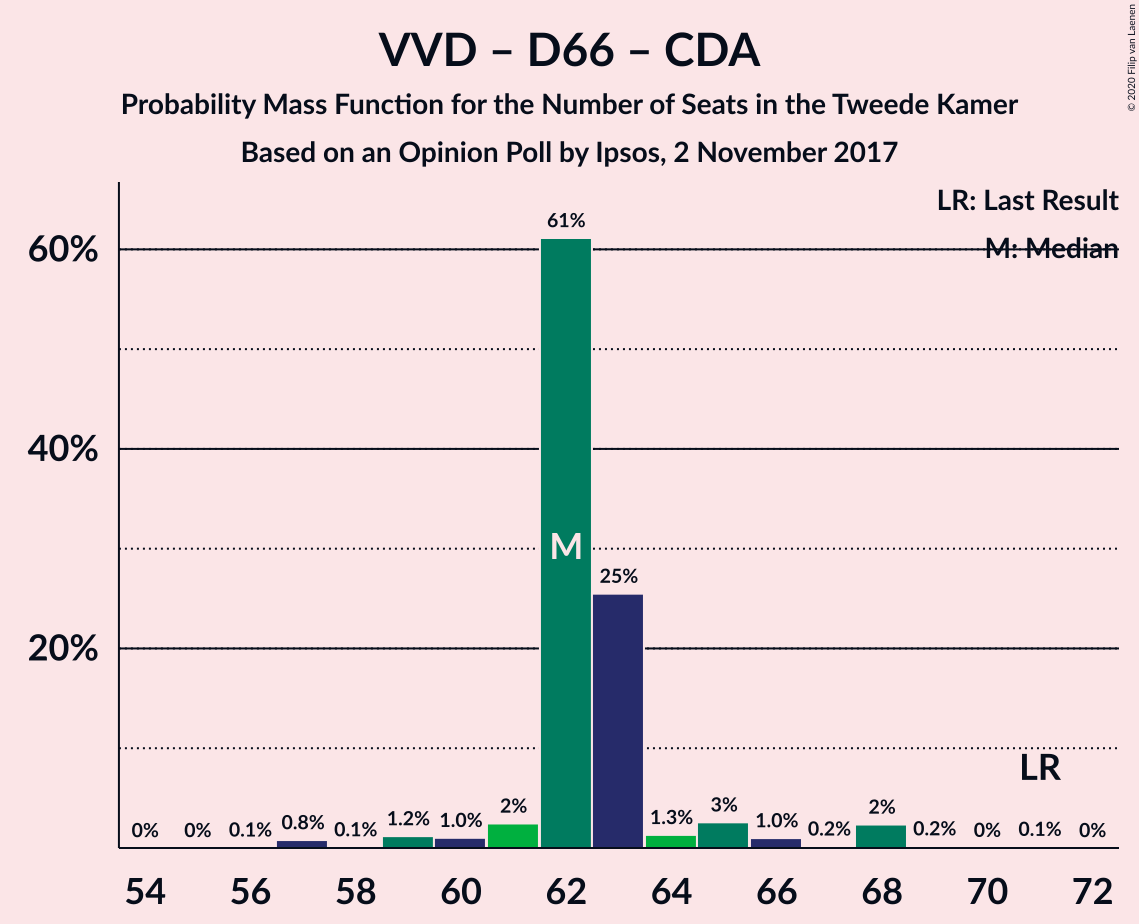 VVD – D66 – CDA
Probability Mass Function for the Number of Seats in the Tweede Kamer
Based on an Opinion Poll by Ipsos, 2 November 2017
© 2020 Filip van Laenen
LR: Last Result
M: Median
60%
40%
20%
61%
M
25%
LR
0% 0% 0.1% 0.8% 0.1% 1.2% 1.0% 2% 1.3% 3% 1.0% 0.2% 2% 0.2% 0% 0.1% 0%
54 56 58 60 62 64 66 68 70 72